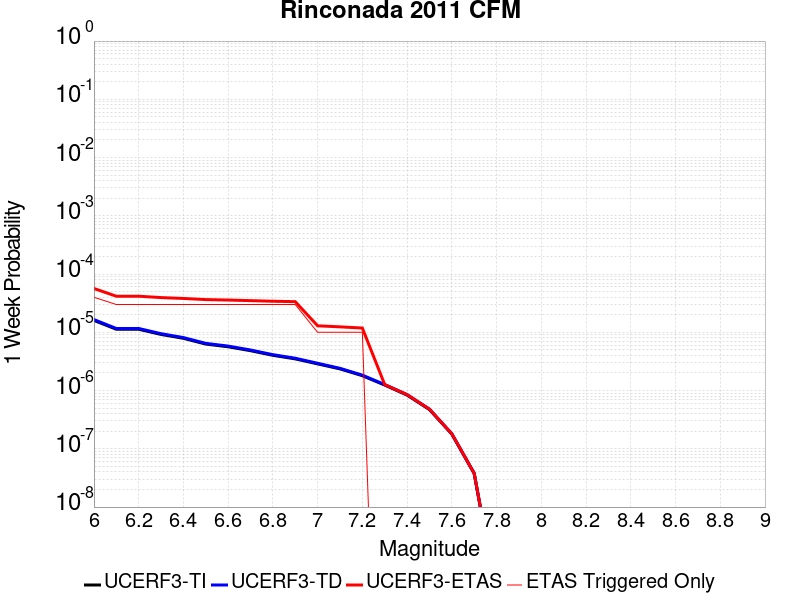 Rinconada 2011 CFM
10^0
10^-1
10^-2
10^-3
10^-4
10^-5
10^-6
10^-7
10^-8
1 Week Probability
6 6.2 6.4 6.6 6.8 7 7.2 7.4 7.6 7.8 8 8.2 8.4 8.6 8.8 9
Magnitude
UCERF3-TI UCERF3-TD UCERF3-ETAS ETAS Triggered Only